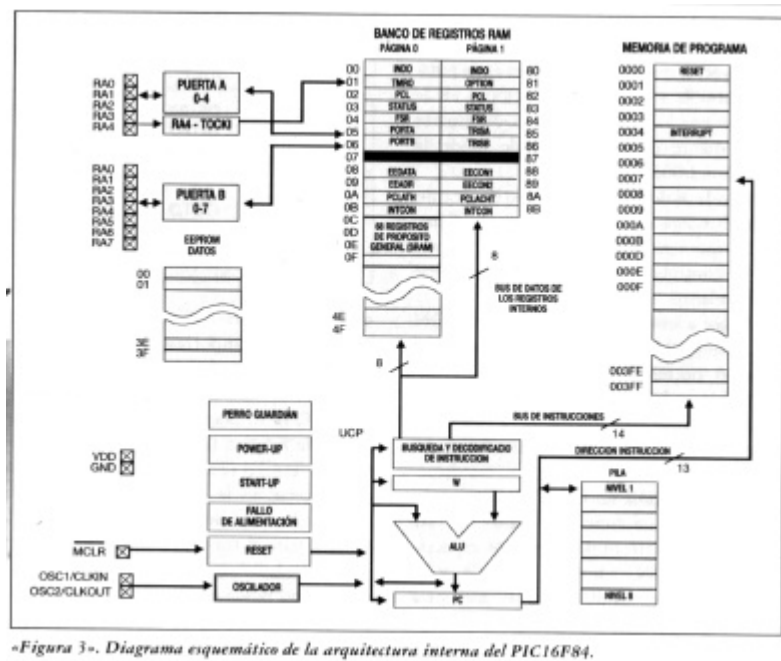 BANCO DE REGISTROS RAM
PÁGINA 0
PÁGINA 1
MEMORIA DE PROGRAMA
RA0
RA1
RA2
RA3
RA4
PUERTA A
0-4
RA4 - TOCKI
RA0
RA1
RA2
RA3
RA4
RA5
RA6
RA7
PUERTA B
0-7
EEPROM
DATOS
00
01
3E
3F
00 INDO INDO 80
01 TMRO OPTION 81
02 PCL PCL 82
03 STATUS STATUS 83
04 FSR FSR 84
05 PORTA TRISA 85
06 PORTB TRISB 86
07 87
08 EEDATA EECON1 88
09 EEADR EECON2 89
0A PCLATH PCLACHT 8A
0B INTCON INTCON 8B
0C
0D
0E
0F
68 REGISTROS
DE PROPOSITO
GENERAL (SRAM)
4E
4F
8
8
BUS DE DATOS DE
LOS REGISTROS
INTERNOS
0000 RESET
0001
0002
0003
0004 INTERRUPT
0005
0006
0007
0008
0009
000A
000B
000D
000E
000F
003FE
003FF
PERRO GUARDIÁN
POWER-UP
START-UP
FALLO
DE ALIMENTACIÓN
RESET
OSCILADOR
VDD
GND
MCLR
OSC1/CLKIN
OSC2/CLKOUT
UCP
BUSQUEDA Y DECODIFICADO
DE INSTRUCCION
W
ALU
PC
BUS DE INSTRUCCIONES
14
DIRECCION INSTRUCCION
13
PILA
NIVEL 1
NIVEL 8
«Figura 3». Diagrama esquemático de la arquitectura interna del PIC16F84.